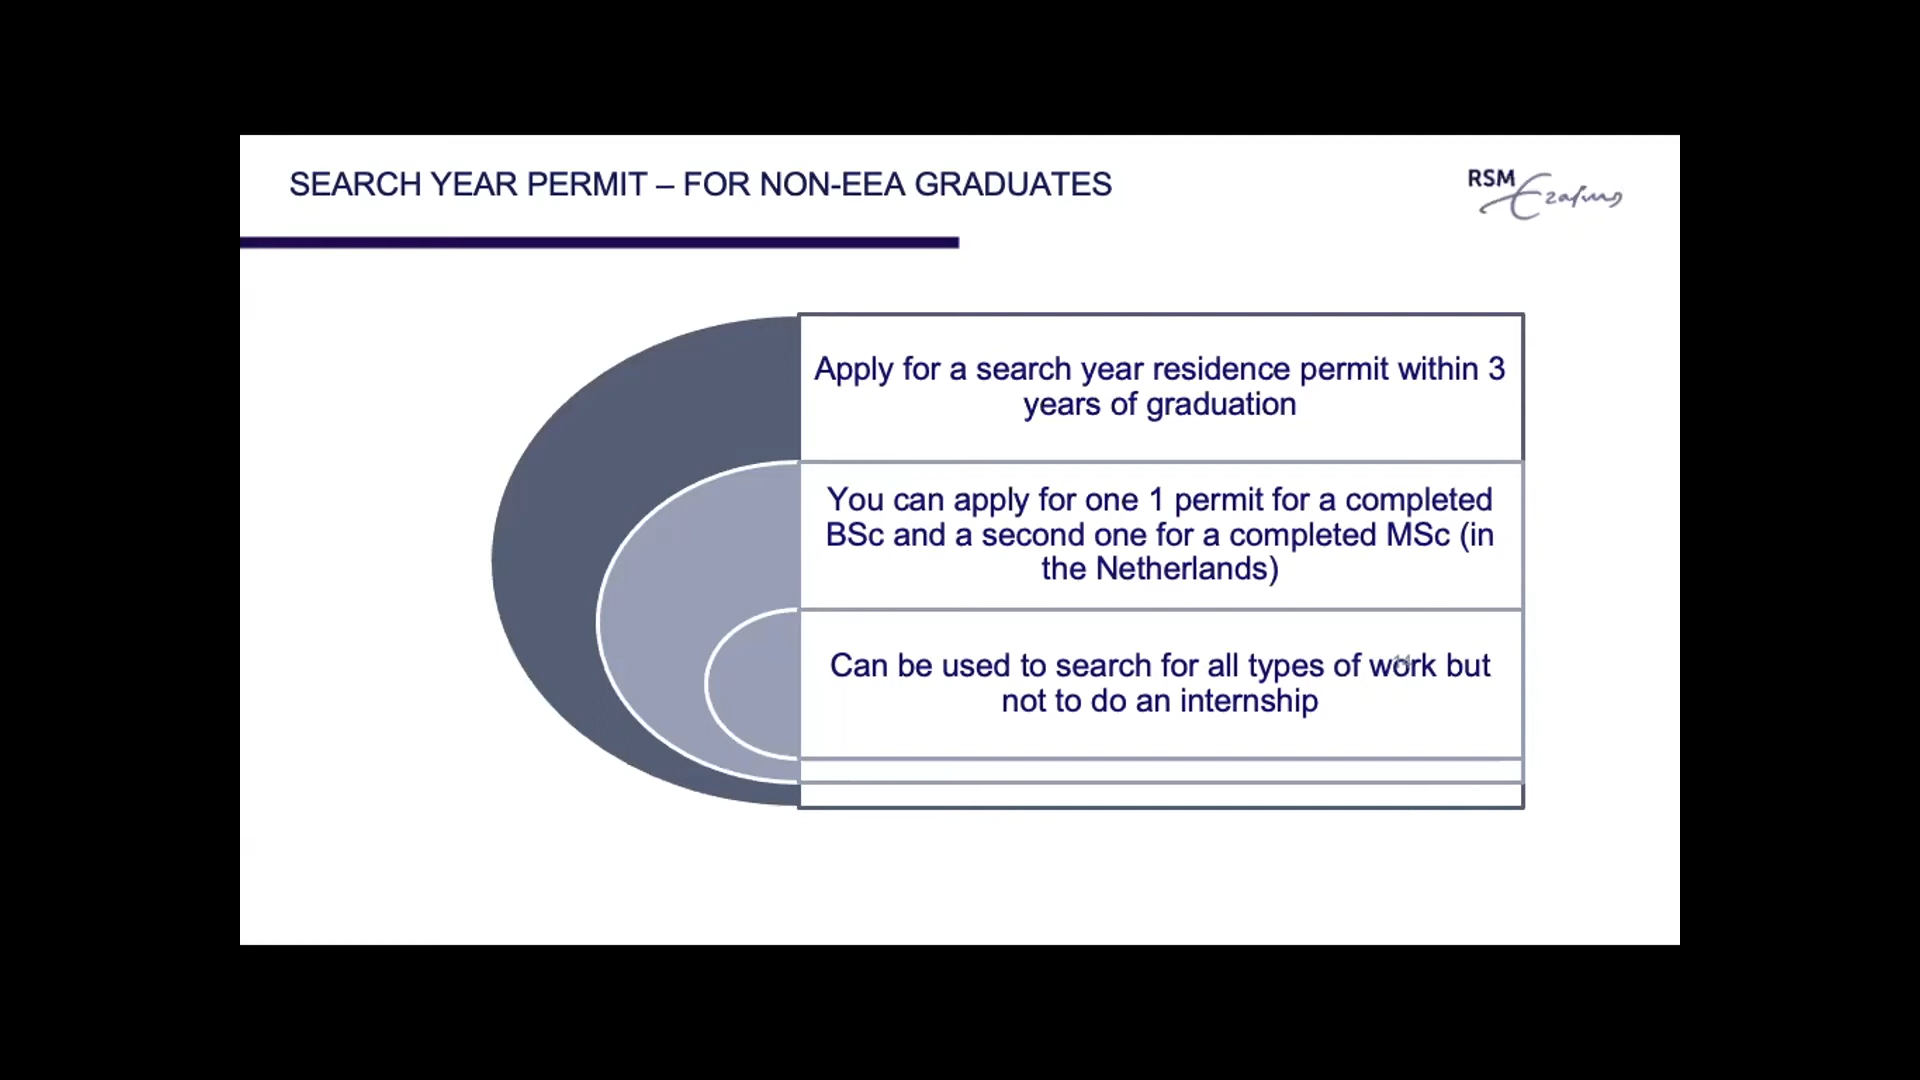 SEARCH YEAR PERMIT – FOR NON-EEA GRADUATES
RSM
Erasmus
Apply for a search year residence permit within 3
years of graduation
You can apply for one 1 permit for a completed
BSc and a second one for a completed MSc (in
the Netherlands)
Can be used to search for all types of work but
not to do an internship
14